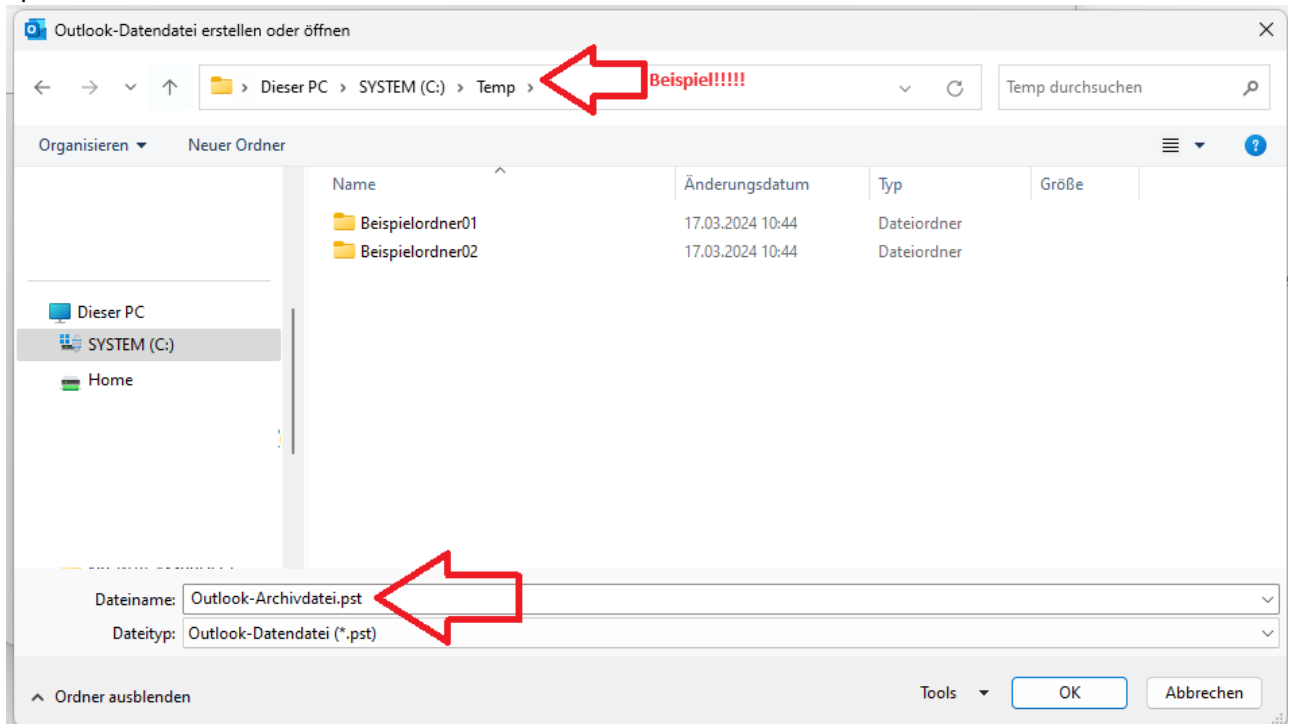 Outlook-Datendatei erstellen oder öffnen
Dieser PC > SYSTEM (C:) > Temp >
Beispiel!!!!!
Temp durchsuchen
Organisieren
Neuer Ordner
Name Änderungsdatum Typ Größe
Beispielordner01 17.03.2024 10:44 Dateiordner
Beispielordner02 17.03.2024 10:44 Dateiordner
Dieser PC
SYSTEM (C:)
Home
Dateiname: Outlook-Archivdatei.pst
Dateityp: Outlook-Datendatei (*.pst)
Ordner ausblenden
Tools
OK
Abbrechen